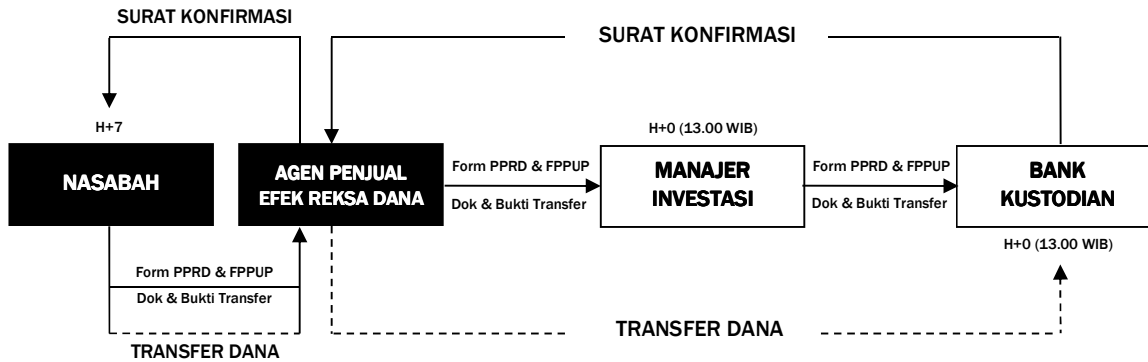 SURAT KONFIRMASI
SURAT KONFIRMASI
H+7
H+0 (13.00 WIB)
NASABAH
AGEN PENJUAL
EFEK REKSA DANA
Form PPRD & FPPUP
Dok & Bukti Transfer
MANAJER
INVESTASI
Form PPRD & FPPUP
Dok & Bukti Transfer
BANK
KUSTODIAN
H+0 (13.00 WIB)
Form PPRD & FPPUP
Dok & Bukti Transfer
TRANSFER DANA
TRANSFER DANA